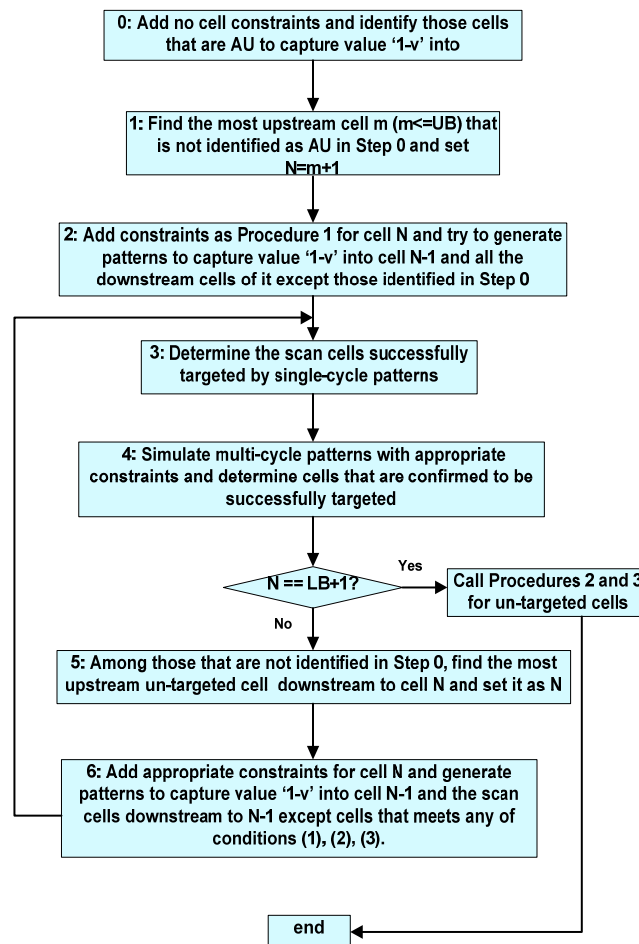 0: Add no cell constraints and identify those cells
that are AU to capture value ‘1-v’ into
1: Find the most upstream cell m (m<=UB) that
is not identified as AU in Step 0 and set
N=m+1
2: Add constraints as Procedure 1 for cell N and try to generate
patterns to capture value ‘1-v’ into cell N-1 and all the
downstream cells of it except those identified in Step 0
3: Determine the scan cells successfully
targeted by single-cycle patterns
4: Simulate multi-cycle patterns with appropriate
constraints and determine cells that are confirmed to be
successfully targeted
N == LB+1?
Yes
Call Procedures 2 and 3
for un-targeted cells
No
5: Among those that are not identified in Step 0, find the most
upstream un-targeted cell downstream to cell N and set it as N
6: Add appropriate constraints for cell N and generate
patterns to capture value ‘1-v’ into cell N-1 and the scan
cells downstream to N-1 except cells that meets any of
conditions (1), (2), (3).
end